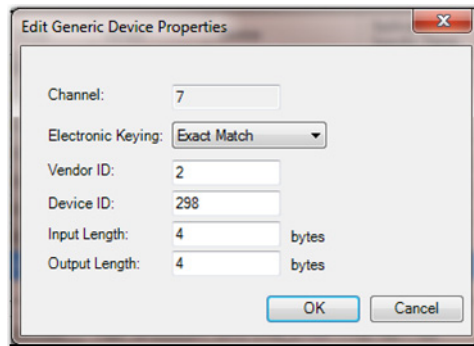 Edit Generic Device Properties
Channel: 7
Electronic Keying: Exact Match
Vendor ID: 2
Device ID: 298
Input Length: 4 bytes
Output Length: 4 bytes
OK Cancel